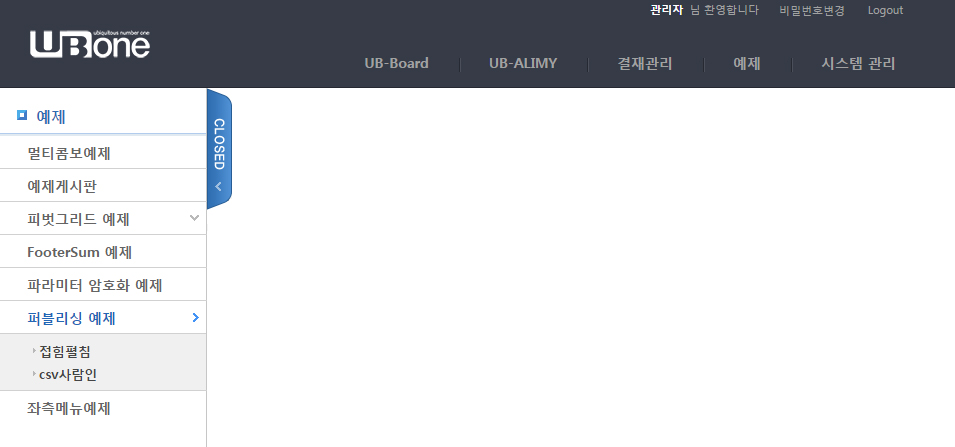 관리자 님 환영합니다 비밀번호변경 Logout
ubiquitous number one
UBone
UB-Board UB-ALIMY 결재관리 예제 시스템 관리
예제
CLOSED
멀티콤보예제
예제게시판
피벗그리드 예제
FooterSum 예제
파라미터 암호화 예제
퍼블리싱 예제
접힘펼침
csv사람인
좌측메뉴예제